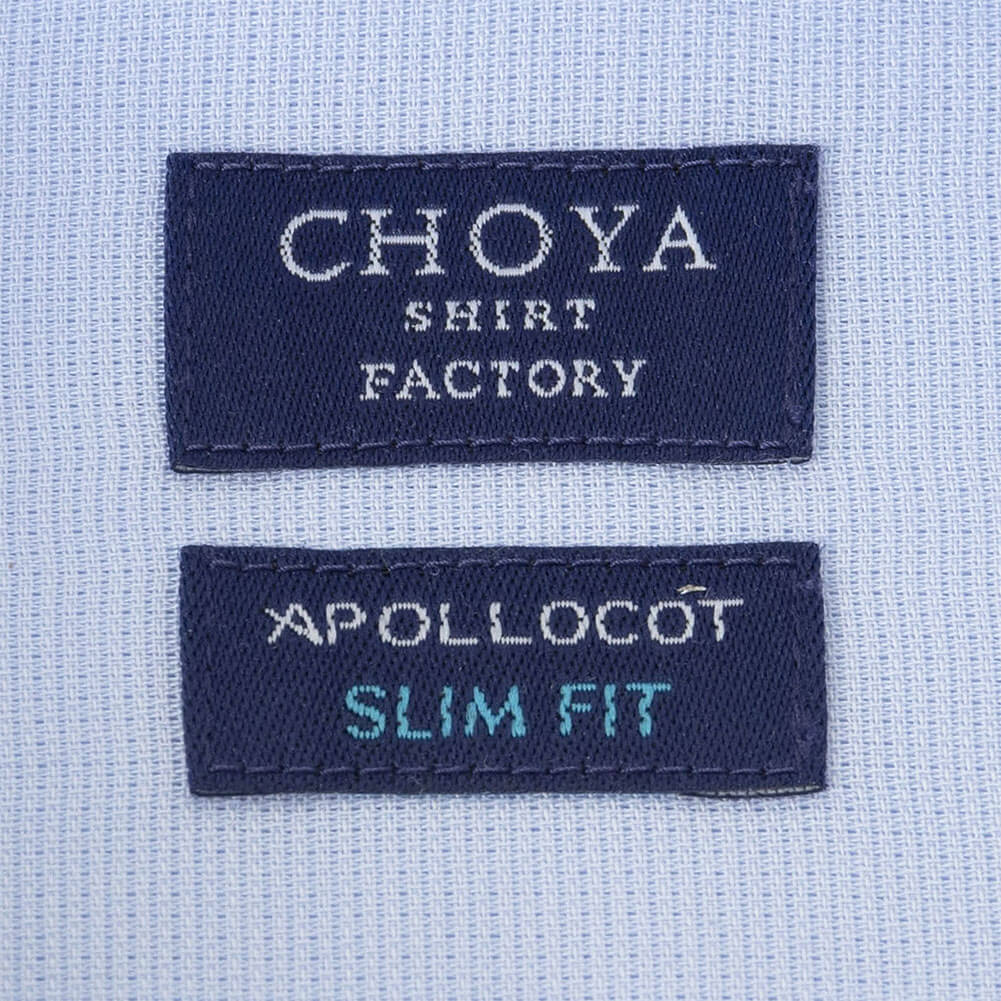 CHOYA
SHIRT
FACTORY
APOLLOCOT
SLIM FIT